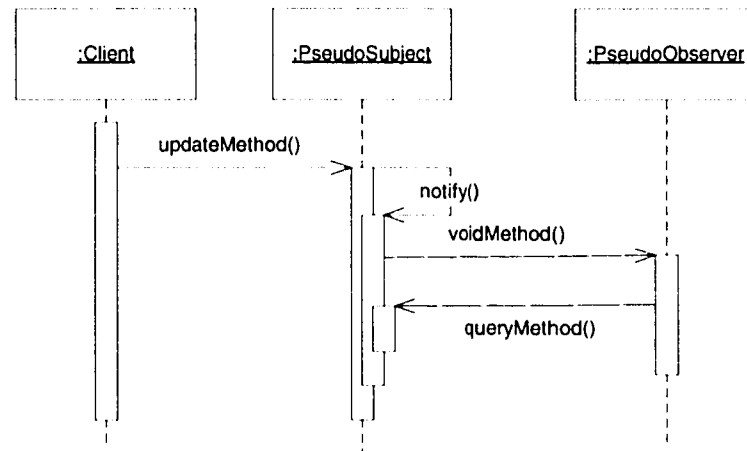 :Client
:PseudoSubject
:PseudoObserver
updateMethod()
notify()
voidMethod()
queryMethod()